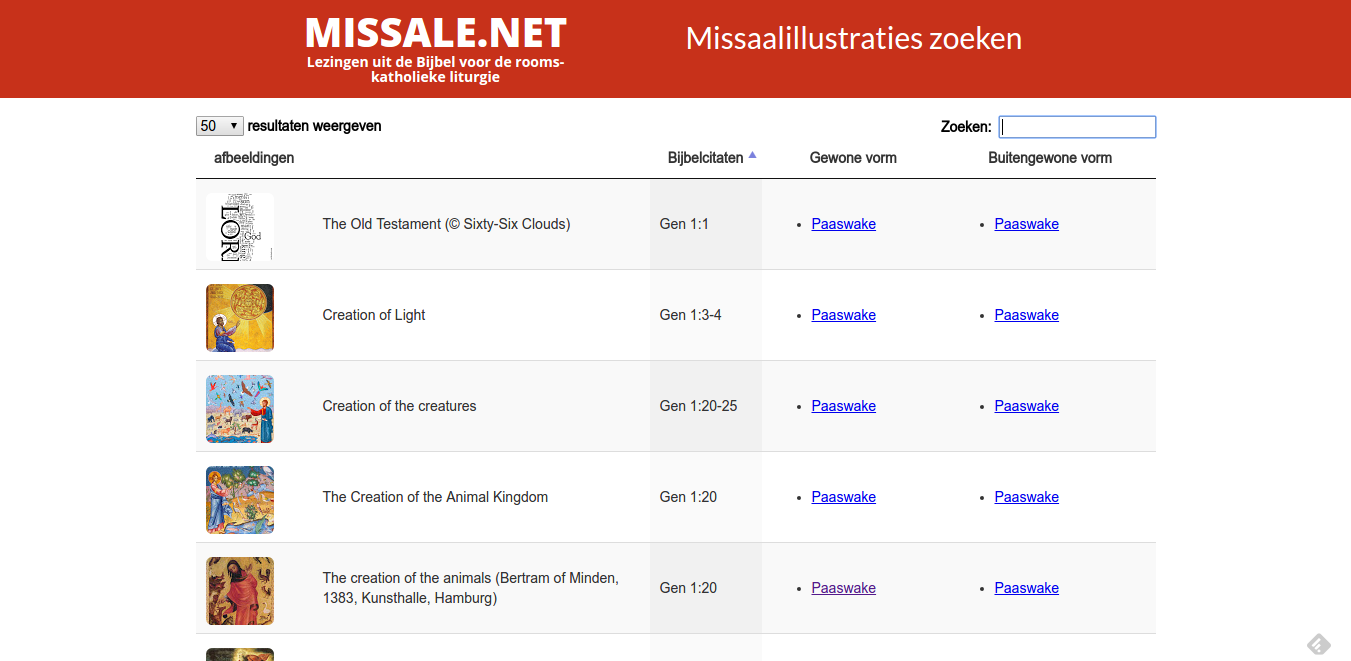 MISSALE.NET
Lezingen uit de Bijbel voor de rooms-
katholieke liturgie
Missaalillustraties zoeken
50 resultaten weergeven
Zoeken:
afbeeldingen Bijbelcitaten Gewone vorm Buitengewone vorm
LOR
God
The Old Testament (© Sixty-Six Clouds) Gen 1:1 • Paaswake • Paaswake
Creation of Light Gen 1:3-4 • Paaswake • Paaswake
Creation of the creatures Gen 1:20-25 • Paaswake • Paaswake
The Creation of the Animal Kingdom Gen 1:20 • Paaswake • Paaswake
The creation of the animals (Bertram of Minden,
1383, Kunsthalle, Hamburg) Gen 1:20 • Paaswake • Paaswake